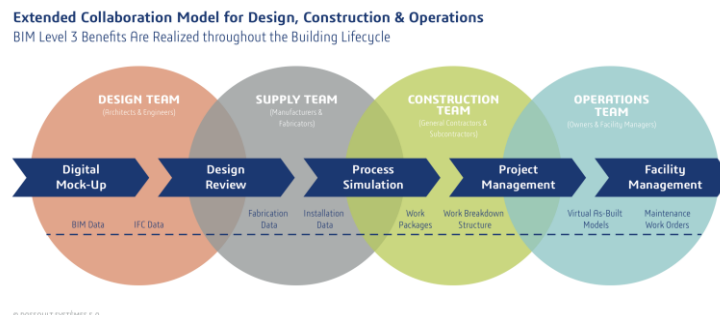 Extended Collaboration Model for Design, Construction & Operations
BIM Level 3 Benefits Are Realized throughout the Building Lifecycle
DESIGN TEAM
(Architects & Engineers)
SUPPLY TEAM
(Manufacturers &
Fabricators)
CONSTRUCTION
TEAM
(General Contractors &
Subcontractors)
OPERATIONS
TEAM
(Owners & Facility Managers)
Digital
Mock-Up
Design
Review
Process
Simulation
Project
Management
Facility
Management
BIM Data
IFC Data
Fabrication
Data
Installation
Data
Work
Packages
Work Breakdown
Structure
Virtual As-Built
Models
Maintenance
Work Orders